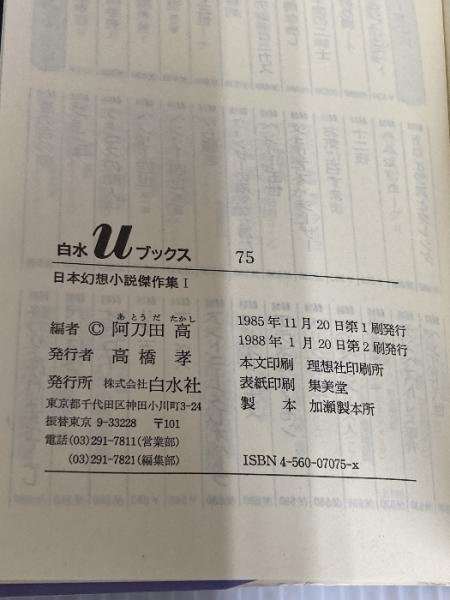 白水uブックス 75
日本幻想小説傑作集 I
あとうだ たかし
編者 © 阿刀田 高
発行者 高橋 孝
発行所 株式会社白水社
東京都千代田区神田小川町3-24
振替東京 9-33228 〒101
電話(03)291-7811(営業部)
(03)291-7821(編集部)
1985年11月20日第1刷発行
1988年1月20日第2刷発行
本文印刷 理想社印刷所
表紙印刷 集美堂
製本 加瀬製本所
ISBN4-560-07075-x